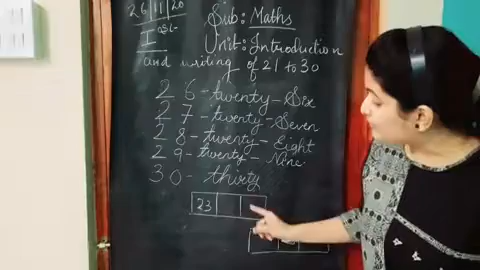 26|11|20
I
Sub: Maths
Unit: Introduction
and writing of 21 to 30
26 - twenty - Six
27 - twenty - Seven
28 - twenty - Eight
29 - twenty - Nine
30 - thirty
23